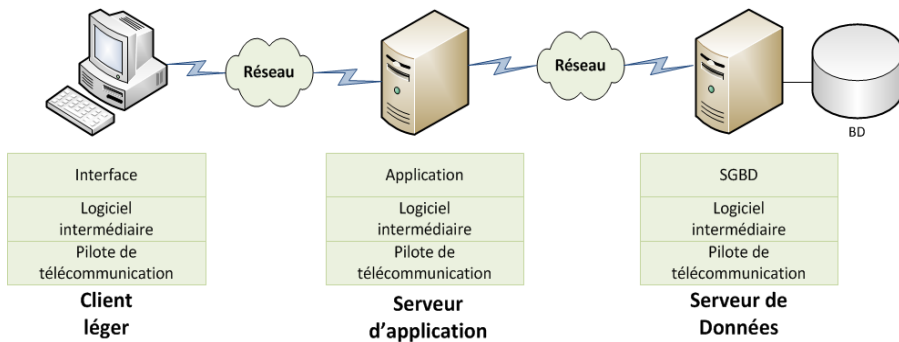 Réseau
Réseau
BD
Interface
Logiciel
intermédiaire
Pilote de
télécommunication
Client
léger
Application
Logiciel
intermédiaire
Pilote de
télécommunication
Serveur
d'application
SGBD
Logiciel
intermédiaire
Pilote de
télécommunication
Serveur de
Données